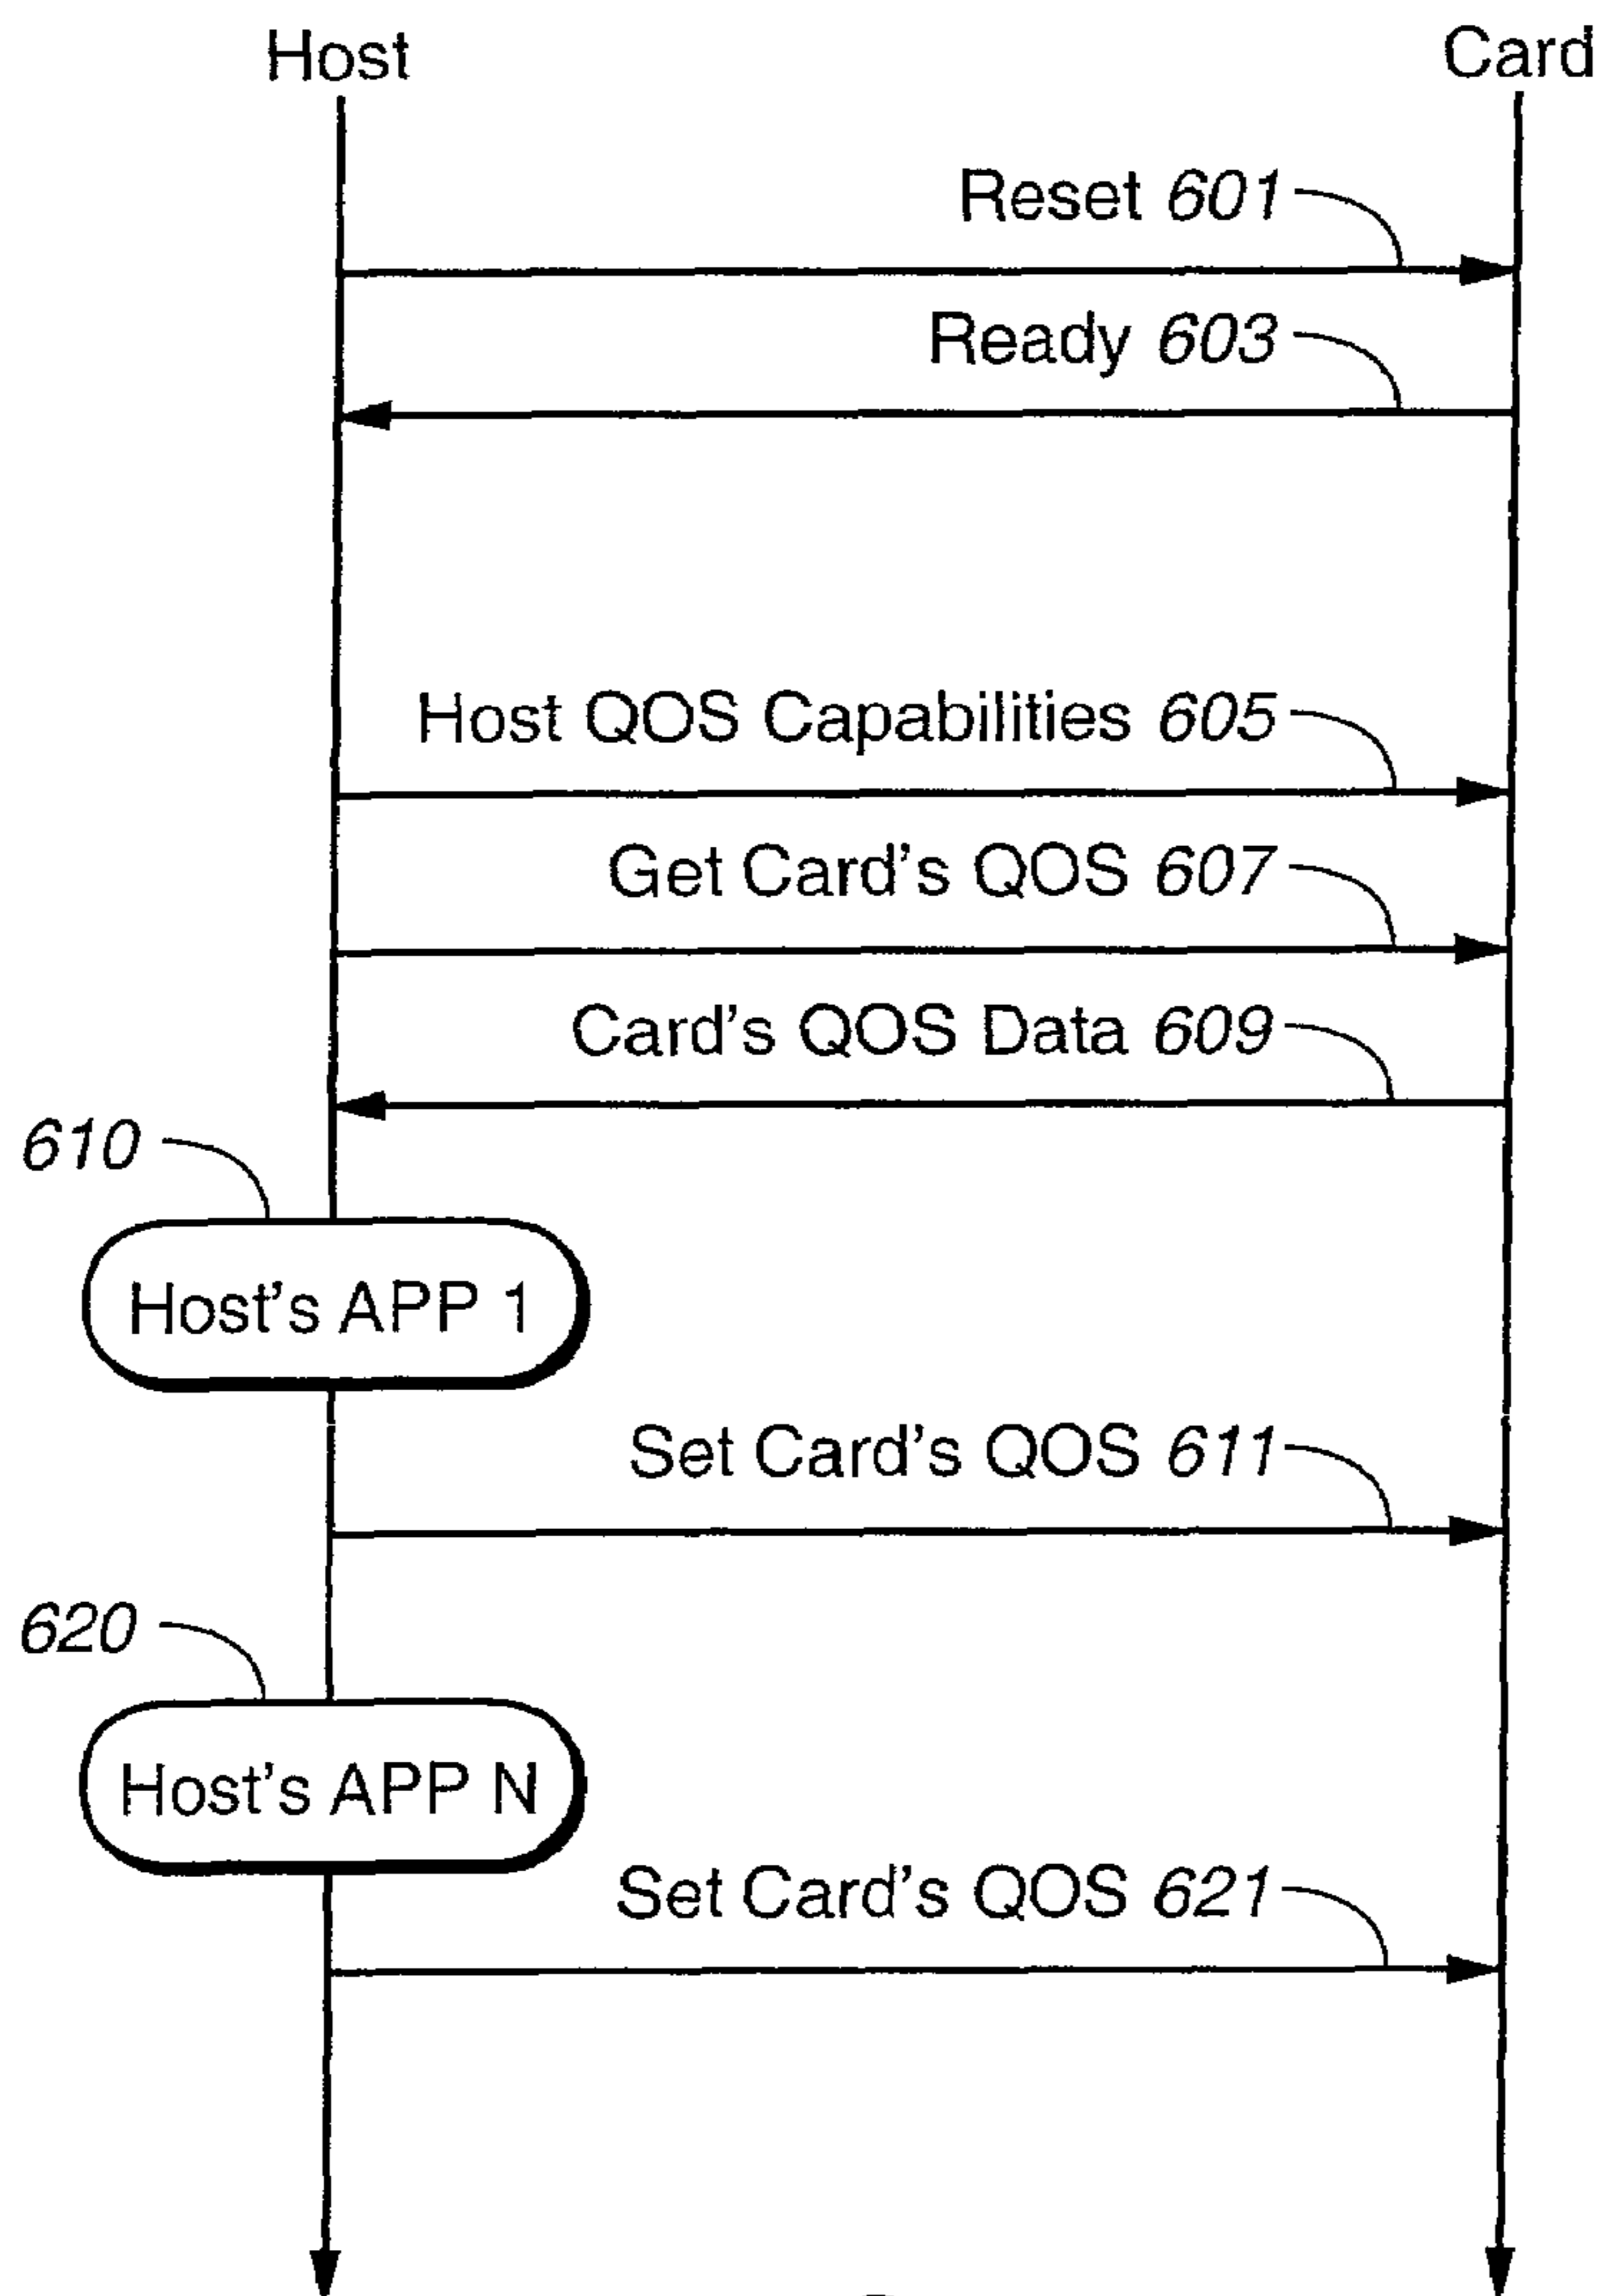 Host
Card
Reset 601
Ready 603
Host QOS Capabilities 605
Get Card's QOS 607
Card's QOS Data 609
610
Host's APP 1
Set Card's QOS 611
620
Host's APP N
Set Card's QOS 621